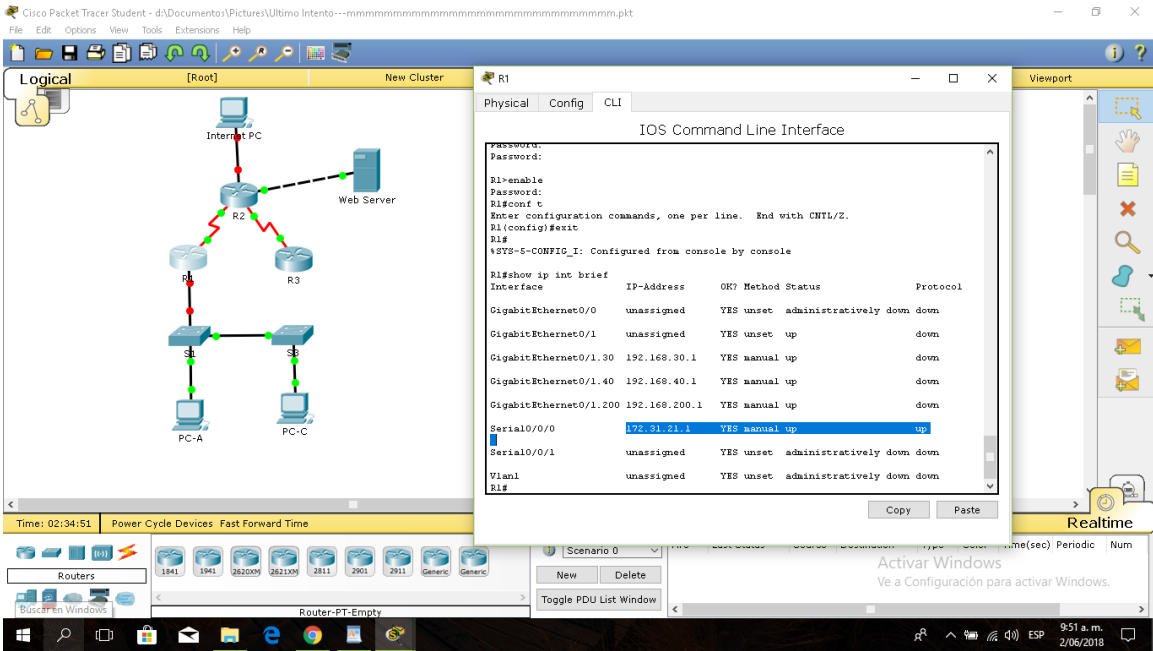 Cisco Packet Tracer Student - d:\Documentos\Pictures\Ultimo Intento---mmmmmmmmmmmmmmmmmmmmmmmmmmmmmmm.pkt
File Edit Options View Tools Extensions Help
Logical [Root] New Cluster Viewport
R1
Physical Config CLI
IOS Command Line Interface
Password:
Password:
R1>enable
Password:
R1#conf t
Enter configuration commands, one per line. End with CNTL/Z.
R1(config)#exit
R1#
%SYS-5-CONFIG_I: Configured from console by console
R1#show ip int brief
Interface IP-Address OK? Method Status Protocol
GigabitEthernet0/0 unassigned YES unset administratively down down
GigabitEthernet0/1 unassigned YES unset up down
GigabitEthernet0/1.30 192.168.30.1 YES manual up down
GigabitEthernet0/1.40 192.168.40.1 YES manual up down
GigabitEthernet0/1.200 192.168.200.1 YES manual up down
Serial0/0/0 172.31.21.1 YES manual up up
Serial0/0/1 unassigned YES unset administratively down down
Vlan1 unassigned YES unset administratively down down
R1#
Copy Paste
Internet PC
Web Server
R2
R1
R3
S1
S3
PC-A
PC-C
Time: 02:34:51 Power Cycle Devices Fast Forward Time Realtime
Routers
1841 1941 2620XM 2621XM 2811 2901 2911 Generic Generic
Router-PT-Empty
Scenario 0
New Delete
Toggle PDU List Window
Fire Last Status Source Destination Type Color Time(sec) Periodic Num
Activar Windows
Ve a Configuración para activar Windows.
Buscar en Windows
ESP
9:51 a. m.
2/06/2018